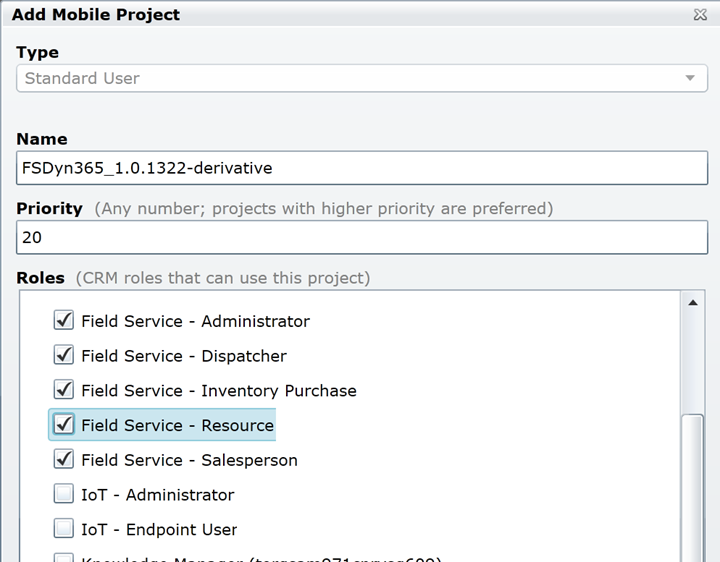 Add Mobile Project
Type
Standard User
Name
FSDyn365_1.0.1322-derivative
Priority (Any number; projects with higher priority are preferred)
20
Roles (CRM roles that can use this project)
Field Service - Administrator
Field Service - Dispatcher
Field Service - Inventory Purchase
Field Service - Resource
Field Service - Salesperson
IoT - Administrator
IoT - Endpoint User
Knowledge Manager